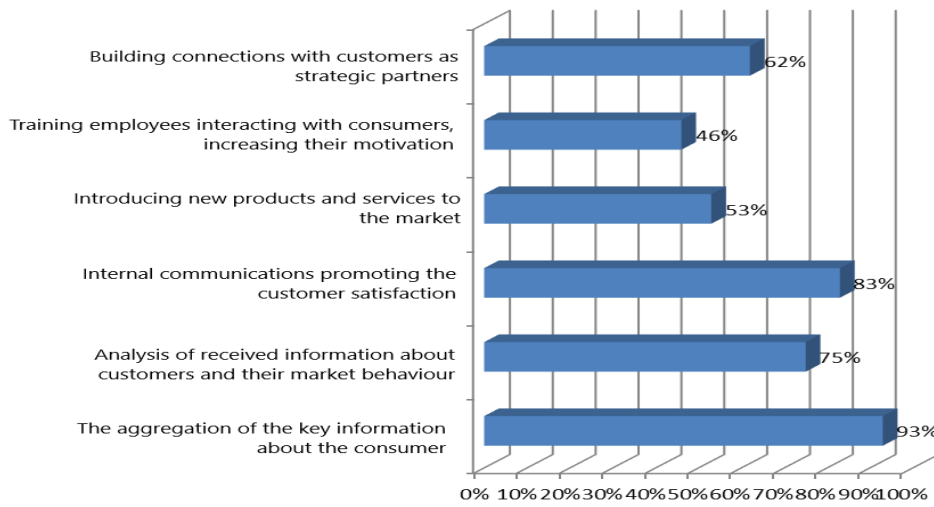 Building connections with customers as
strategic partners
62%
Training employees interacting with consumers,
increasing their motivation
46%
Introducing new products and services to
the market
53%
Internal communications promoting the
customer satisfaction
83%
Analysis of received information about
customers and their market behaviour
75%
The aggregation of the key information
about the consumer
93%
0% 10% 20% 30% 40% 50% 60% 70% 80% 90% 100%